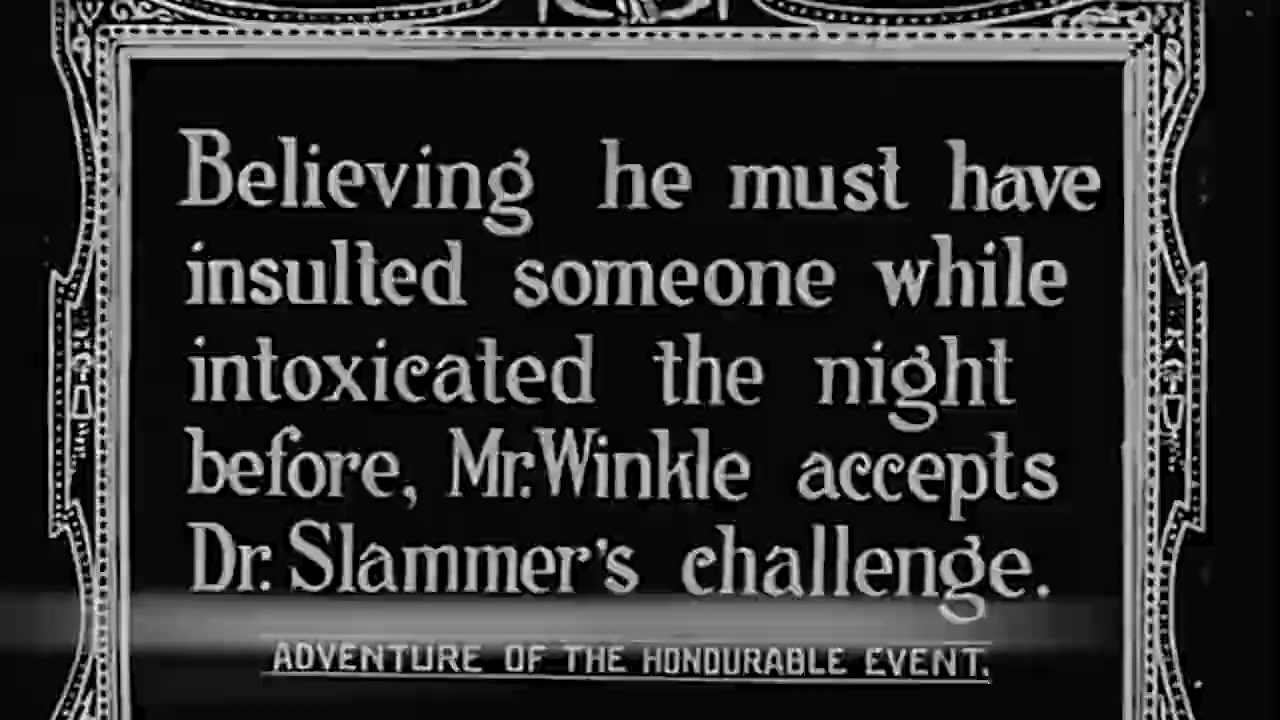 Believing he must have
insulted someone while
intoxicated the night
before, Mr. Winkle accepts
Dr. Slammer's challenge.
ADVENTURE OF THE HONOURABLE EVENT.